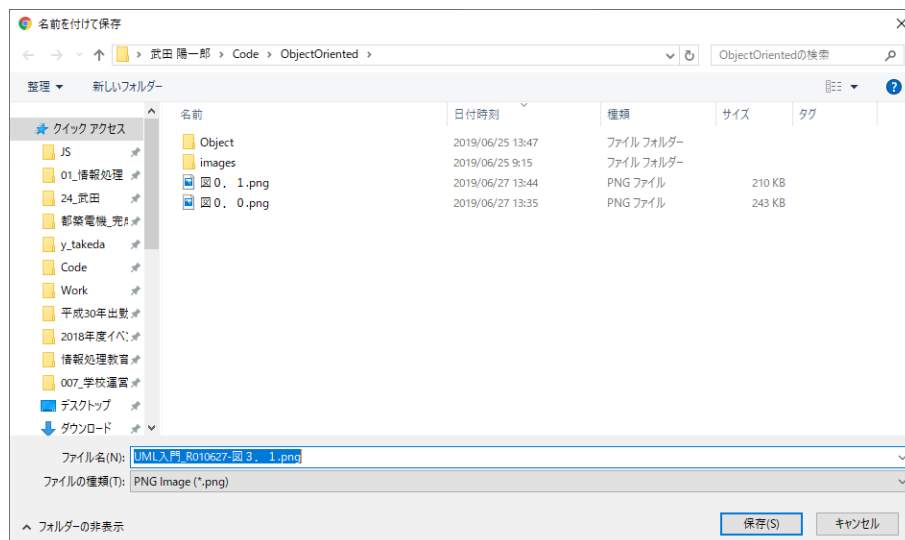 名前を付けて保存
武田 陽一郎 › Code › ObjectOriented ›
ObjectOrientedの検索
整理
新しいフォルダー
名前 日付時刻 種類 サイズ タグ
クイック アクセス
JS
01_情報処理
24_武田
都築電機_完
y_takeda
Code
Work
平成30年出勤
2018年度イベ
情報処理教育
007_学校運営
デスクトップ
ダウンロード
Object 2019/06/25 13:47 ファイル フォルダー
images 2019/06/25 9:15 ファイル フォルダー
図０．１.png 2019/06/27 13:44 PNG ファイル 210 KB
図０．０.png 2019/06/27 13:35 PNG ファイル 243 KB
ファイル名(N): UML入門_R010627-図３．１.png
ファイルの種類(T): PNG Image (*.png)
フォルダーの非表示
保存(S)
キャンセル